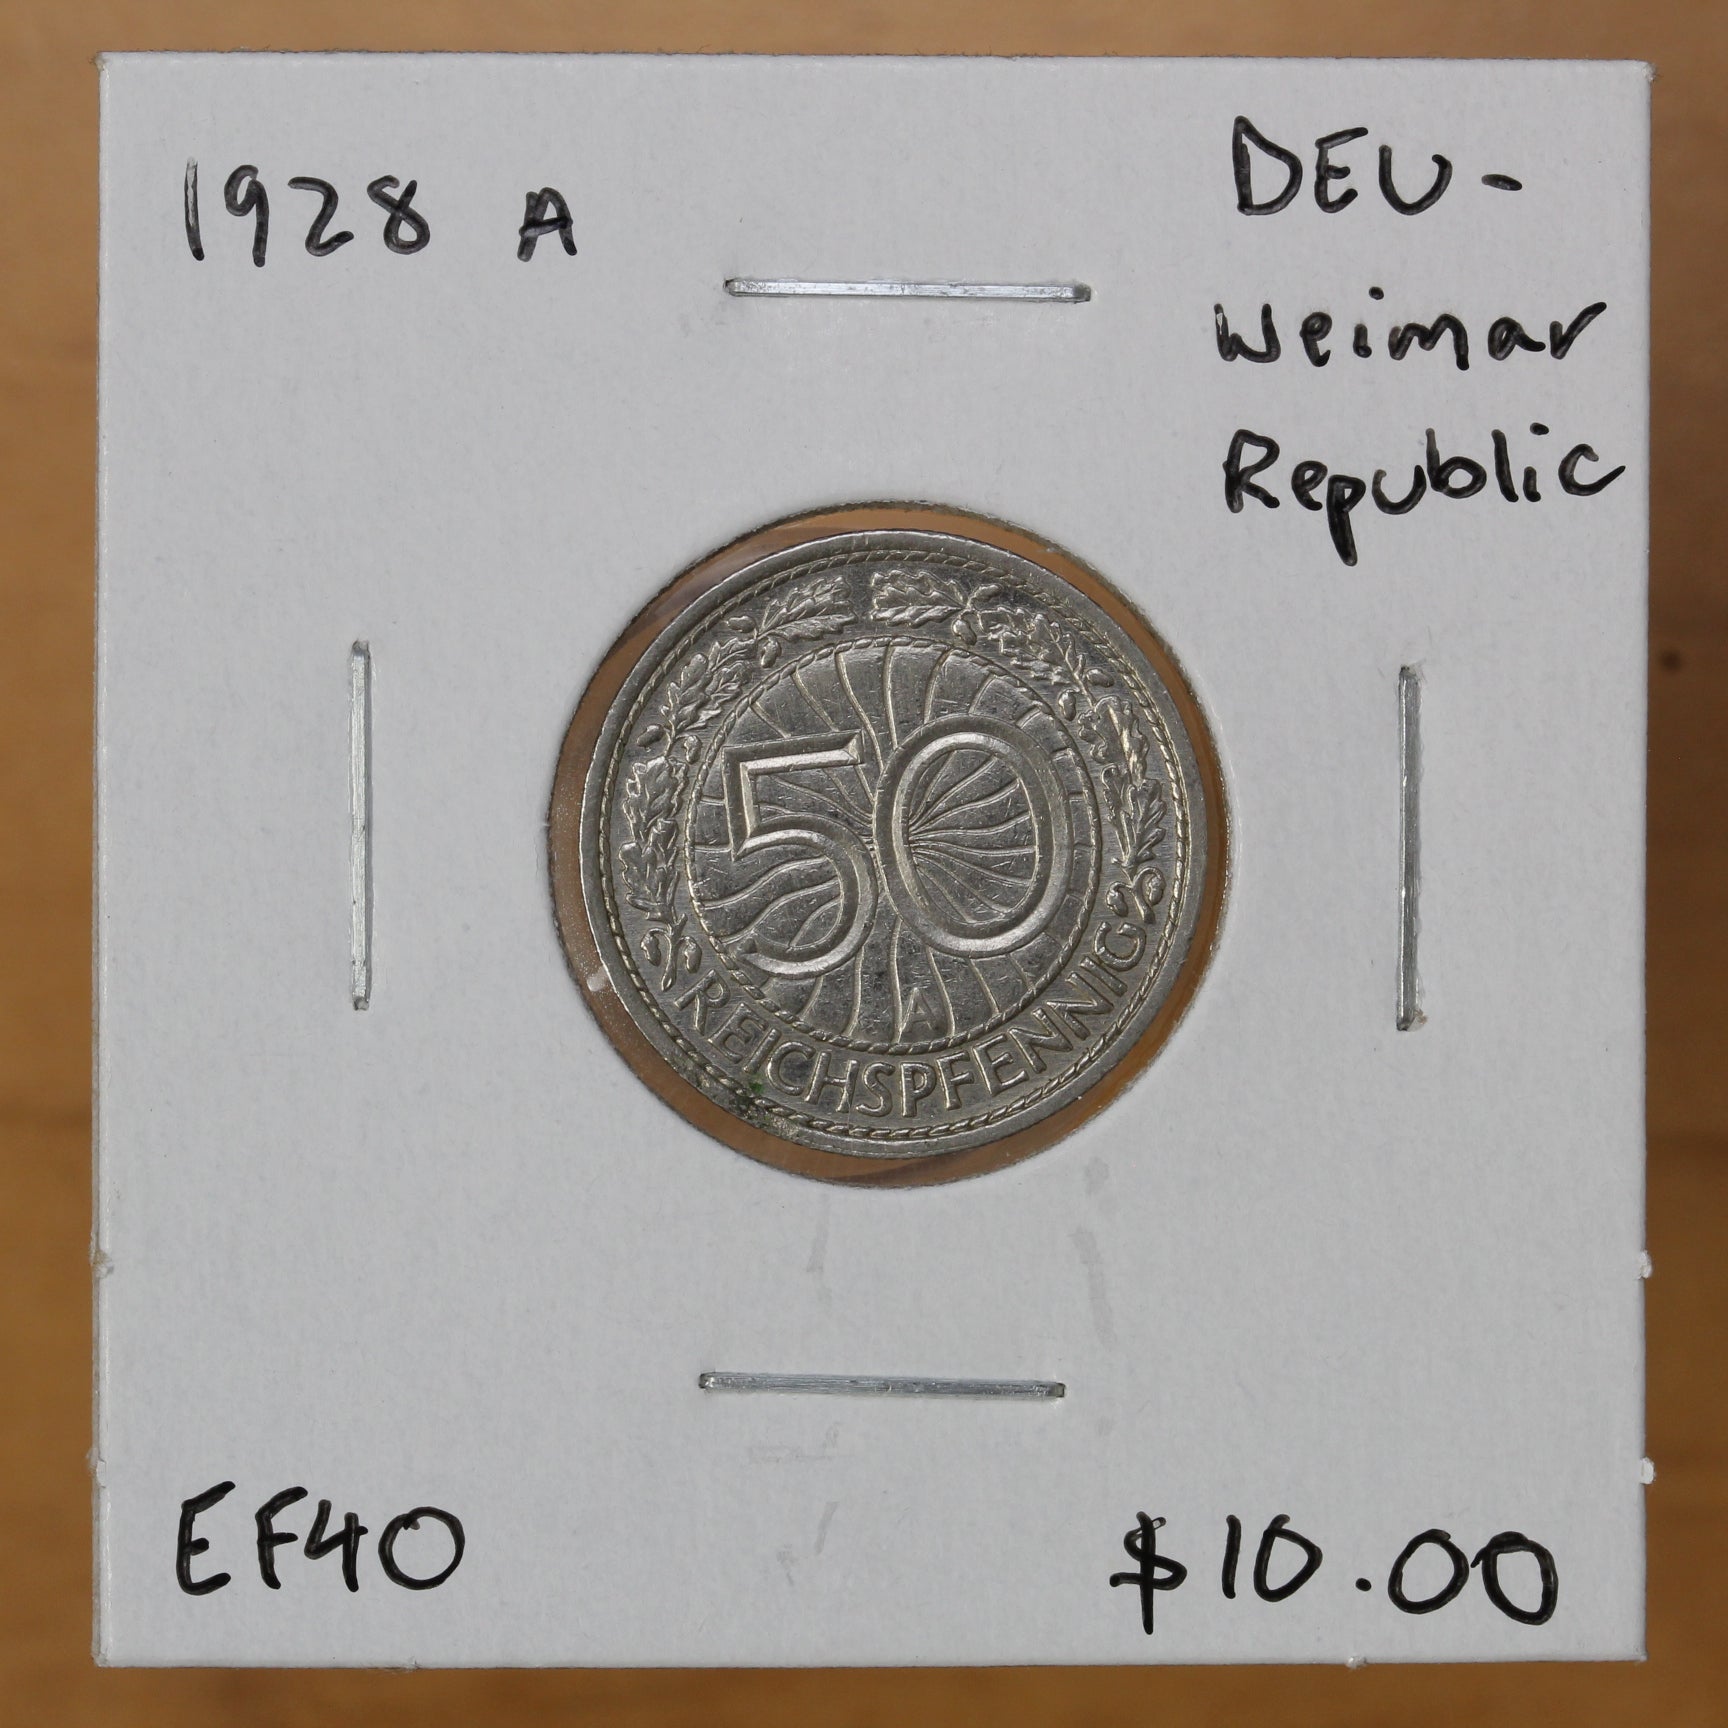 1928 A
DEU-
Weimar
Republic
50
A
REICHSPFENNIG
EF40
$10.00